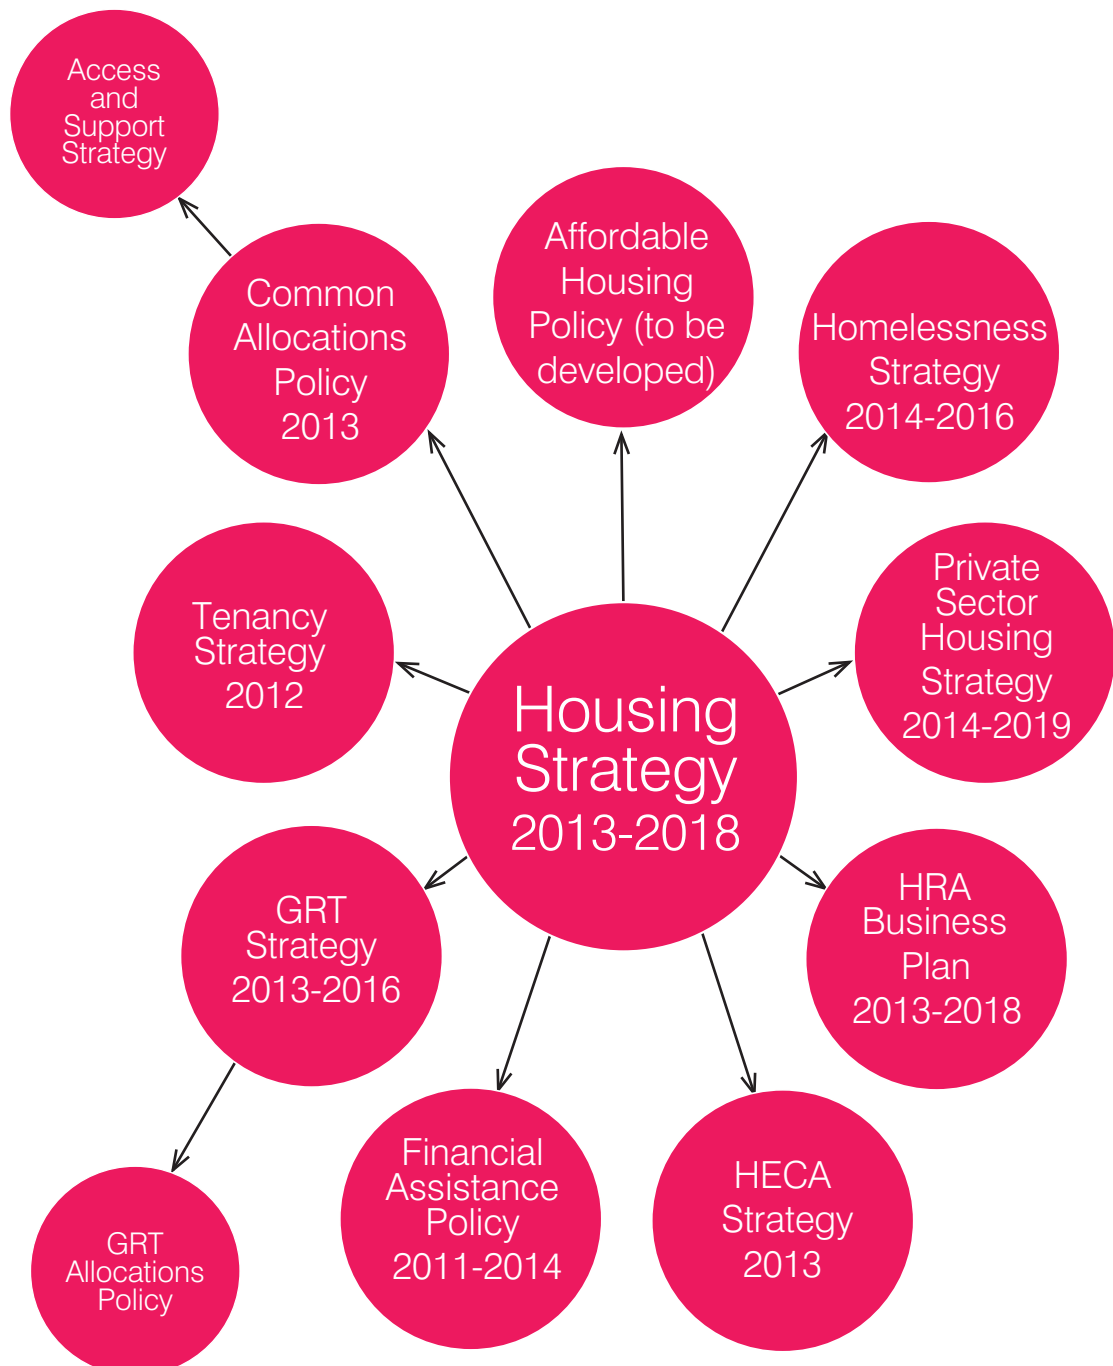 Access
and
Support
Strategy
Common
Allocations
Policy
2013
Affordable
Housing
Policy (to be
developed)
Homelessness
Strategy
2014-2016
Tenancy
Strategy
2012
Private
Sector
Housing
Strategy
2014-2019
Housing
Strategy
2013-2018
GRT
Strategy
2013-2016
HRA
Business
Plan
2013-2018
GRT
Allocations
Policy
Financial
Assistance
Policy
2011-2014
HECA
Strategy
2013